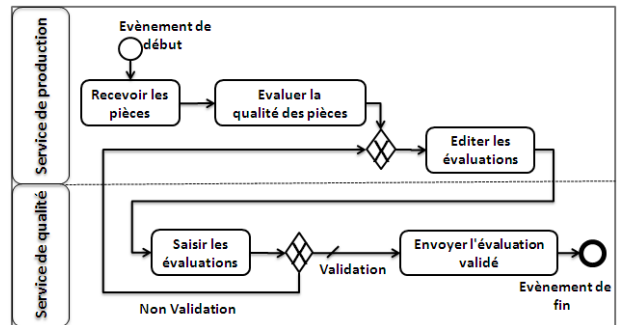 Service de production
Evènement de
début
Recevoir les
pièces
Evaluer la
qualité des pièces
Editer les
évaluations
Service de qualité
Saisir les
évaluations
Validation
Envoyer l'évaluation
validé
Evènement de
fin
Non Validation